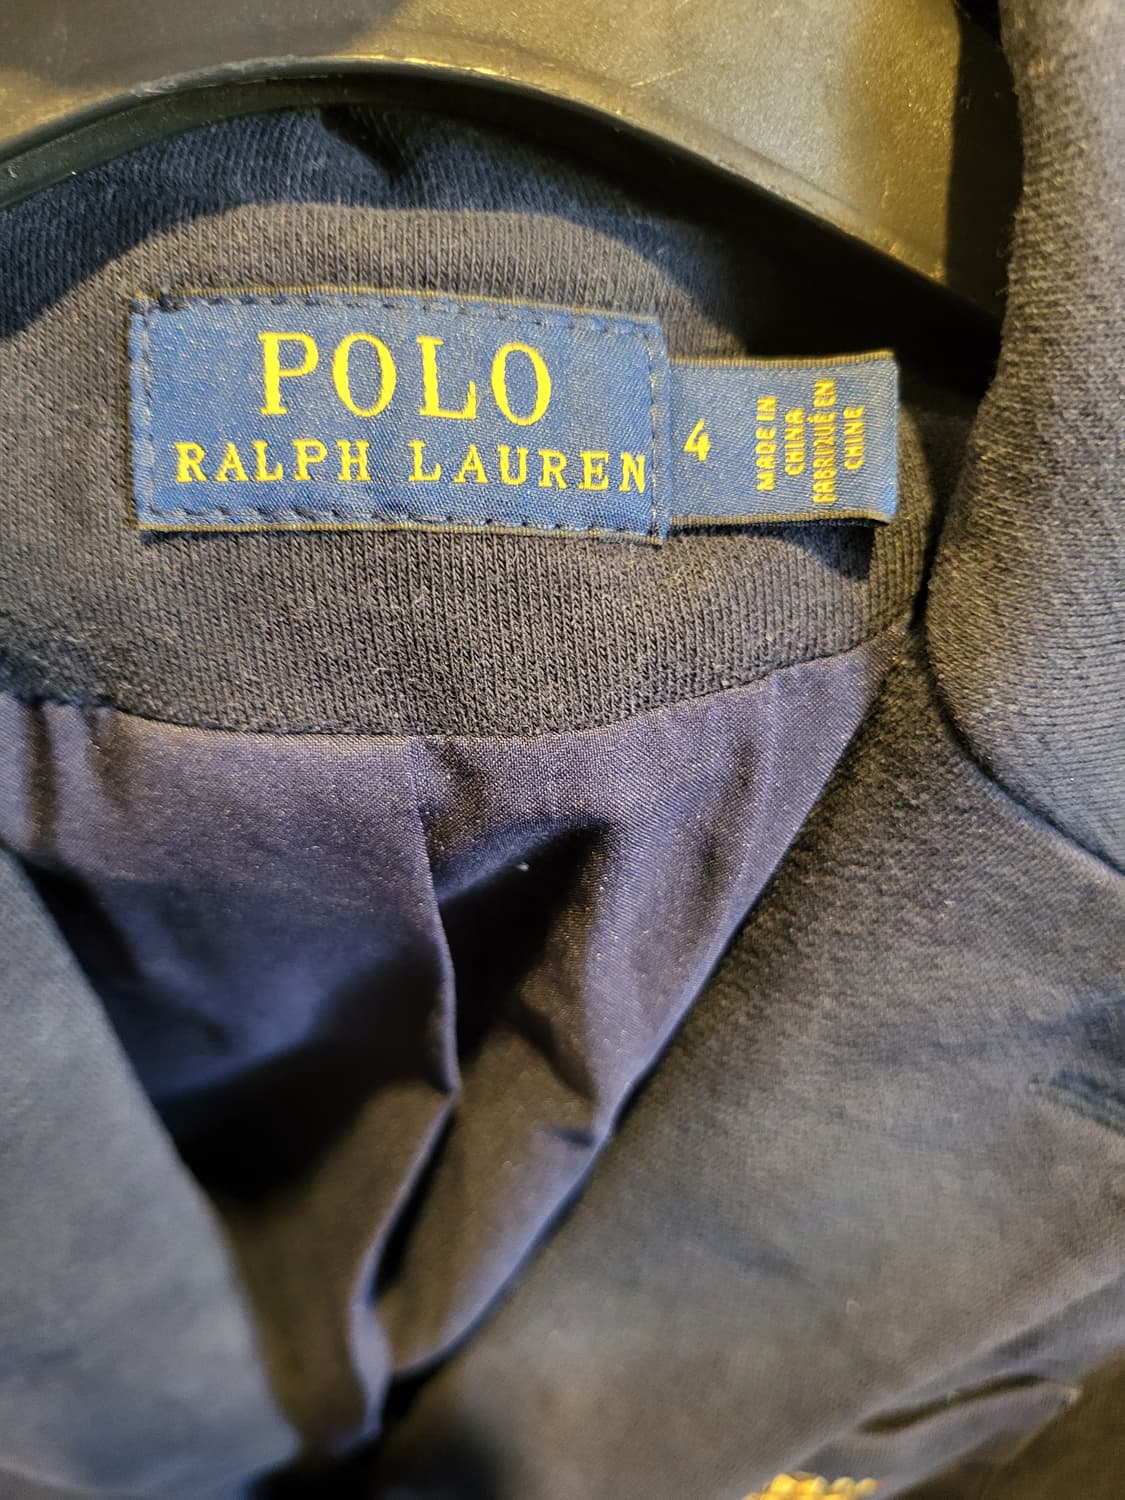 POLO
RALPH LAUREN
4
MADE IN
CHINA
FABRIQUÉ EN
CHINE